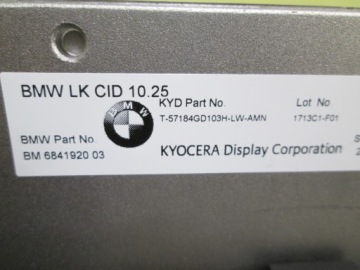 BMW LK CID 10.25
BMW
KYD Part No.
Lot No
T-57184GD103H-LW-AMN
1713C1-F01
BMW Part No.
BM 6841920 03
KYOCERA Display Corporation